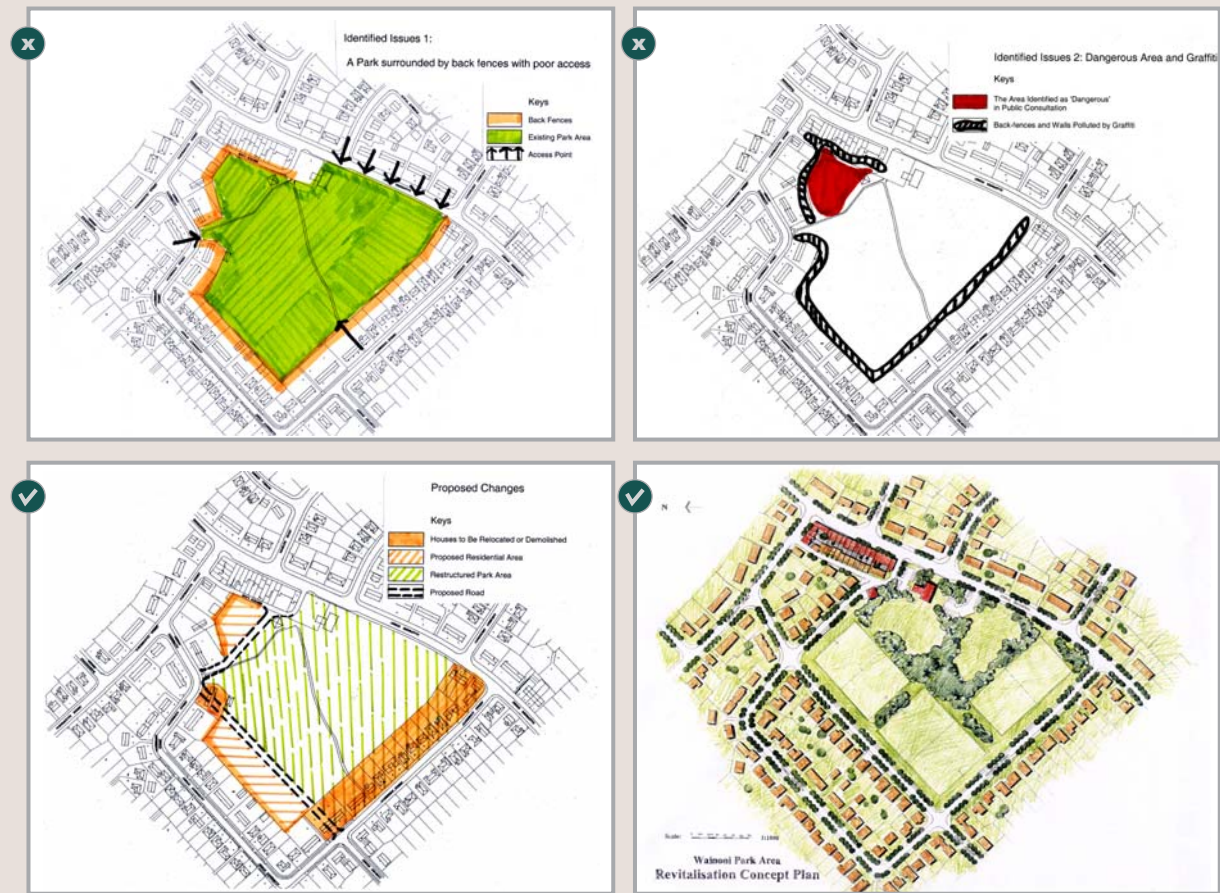 x
Identified Issues 1:
A Park surrounded by back fences with poor access
Keys
Back Fences
Existing Park Area
Access Point
x
Identified Issues 2: Dangerous Area and Graffiti
Keys
The Area Identified as 'Dangerous'
in Public Consultation
Back-fences and Walls Polluted by Graffiti
Proposed Changes
Keys
Houses to Be Relocated or Demolished
Proposed Residential Area
Restructured Park Area
Proposed Road
N
Scale:
Wainoni Park Area
Revitalisation Concept Plan